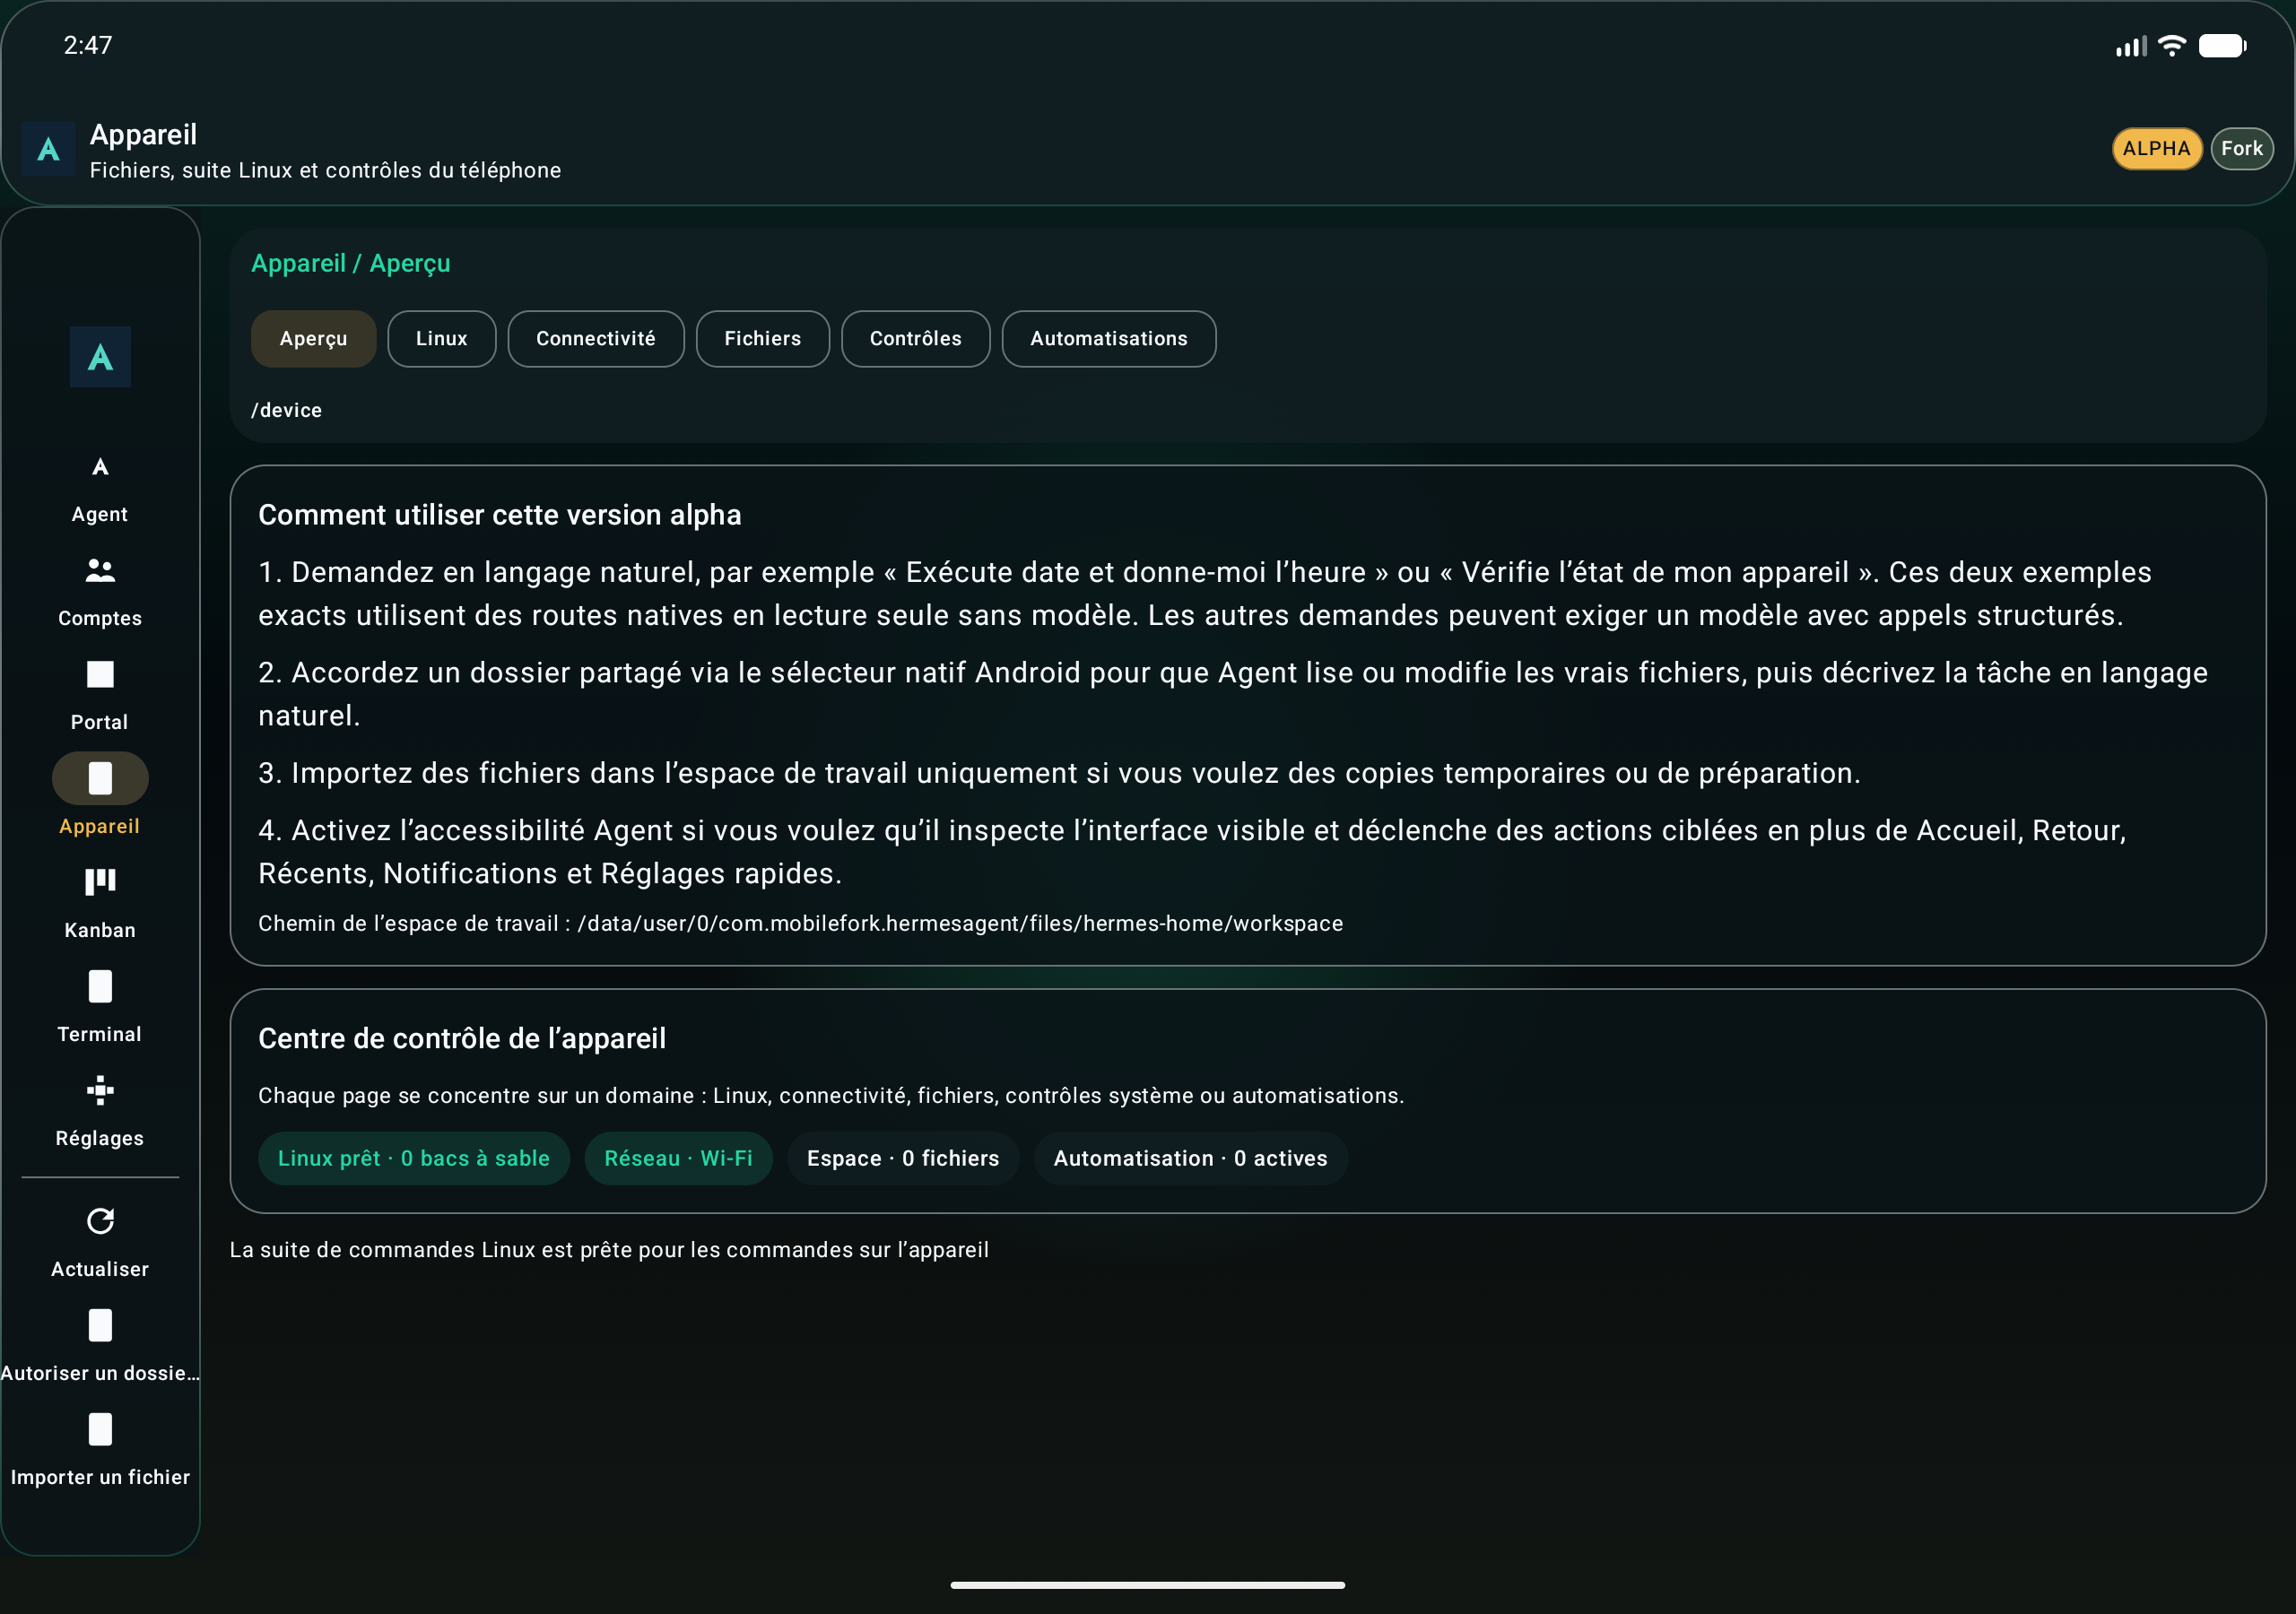 2:47
Appareil
Fichiers, suite Linux et contrôles du téléphone
ALPHA
Fork
Agent
Comptes
Portal
Appareil
Kanban
Terminal
Réglages
Actualiser
Autoriser un dossie…
Importer un fichier
Appareil / Aperçu
Aperçu
Linux
Connectivité
Fichiers
Contrôles
Automatisations
/device
Comment utiliser cette version alpha
1. Demandez en langage naturel, par exemple « Exécute date et donne-moi l’heure » ou « Vérifie l’état de mon appareil ». Ces deux exemples
exacts utilisent des routes natives en lecture seule sans modèle. Les autres demandes peuvent exiger un modèle avec appels structurés.
2. Accordez un dossier partagé via le sélecteur natif Android pour que Agent lise ou modifie les vrais fichiers, puis décrivez la tâche en langage
naturel.
3. Importez des fichiers dans l’espace de travail uniquement si vous voulez des copies temporaires ou de préparation.
4. Activez l’accessibilité Agent si vous voulez qu’il inspecte l’interface visible et déclenche des actions ciblées en plus de Accueil, Retour,
Récents, Notifications et Réglages rapides.
Chemin de l’espace de travail : /data/user/0/com.mobilefork.hermesagent/files/hermes-home/workspace
Centre de contrôle de l’appareil
Chaque page se concentre sur un domaine : Linux, connectivité, fichiers, contrôles système ou automatisations.
Linux prêt · 0 bacs à sable
Réseau · Wi-Fi
Espace · 0 fichiers
Automatisation · 0 actives
La suite de commandes Linux est prête pour les commandes sur l’appareil